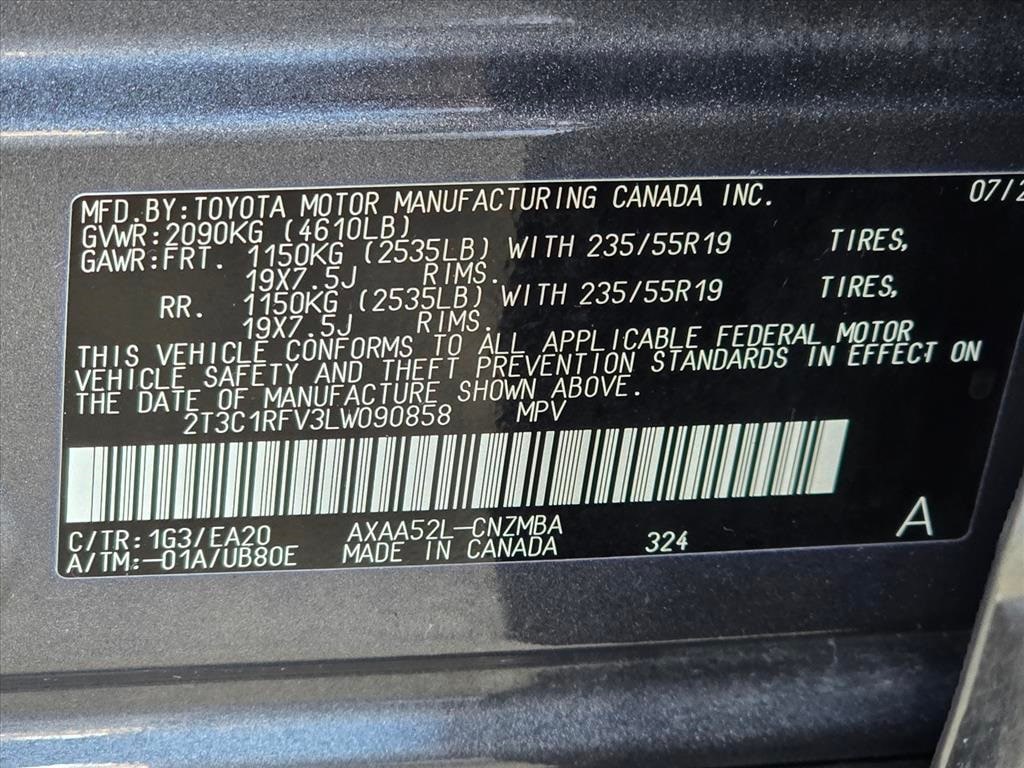 MFD.BY:TOYOTA MOTOR MANUFACTURING CANADA INC. 07/2
GVWR:2090KG (4610LB)
GAWR:FRT. 1150KG (2535LB) WITH 235/55R19 TIRES,
19X7.5J RIMS.
RR. 1150KG (2535LB) WITH 235/55R19 TIRES,
19X7.5J RIMS.
THIS VEHICLE CONFORMS TO ALL APPLICABLE FEDERAL MOTOR
VEHICLE SAFETY AND THEFT PREVENTION STANDARDS IN EFFECT ON
THE DATE OF MANUFACTURE SHOWN ABOVE.
2T3C1RFV3LW090858 MPV
C/TR:1G3/EA20 AXAA52L-CNZMBA
A/TM:-01A/UB80E MADE IN CANADA 324 A